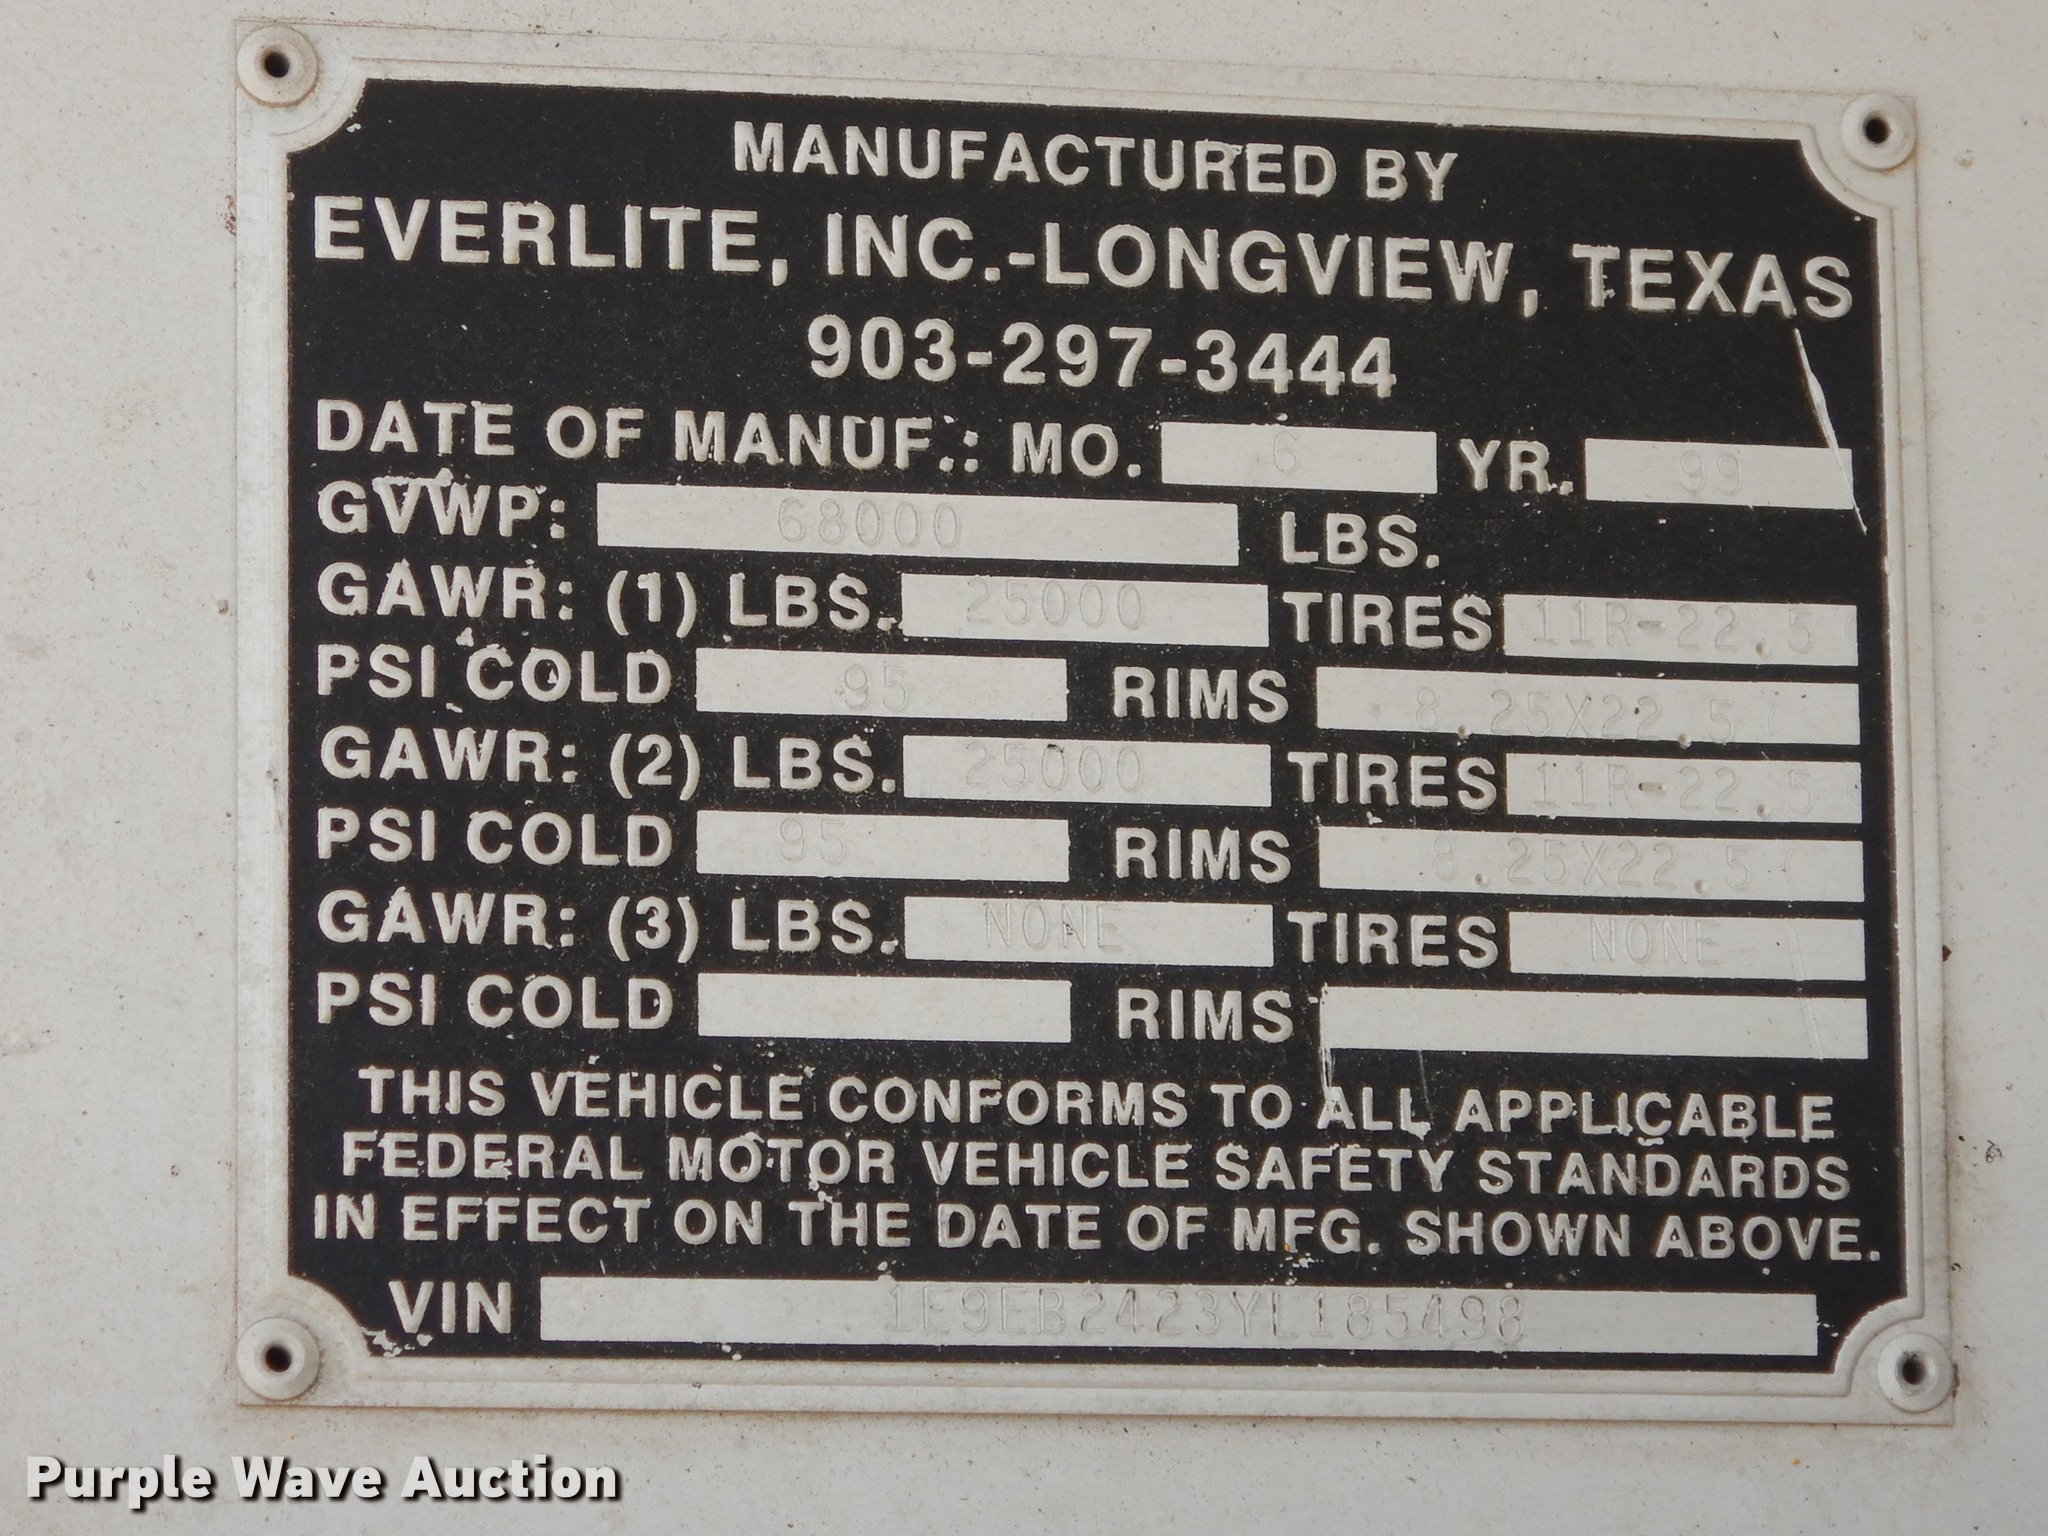 MANUFACTURED BY
EVERLITE, INC.-LONGVIEW, TEXAS
903-297-3444
DATE OF MANUF.: MO. 6 YR. 99
GVWP: 68000 LBS.
GAWR: (1) LBS. 25000 TIRES 11R-22.5
PSI COLD 95 RIMS 8.25X22.5
GAWR: (2) LBS. 25000 TIRES 11R-22.5
PSI COLD 95 RIMS 8.25X22.5
GAWR: (3) LBS. NONE TIRES NONE
PSI COLD RIMS
THIS VEHICLE CONFORMS TO ALL APPLICABLE
FEDERAL MOTOR VEHICLE SAFETY STANDARDS
IN EFFECT ON THE DATE OF MFG. SHOWN ABOVE.
VIN 1E9EB2423YL185498
Purple Wave Auction